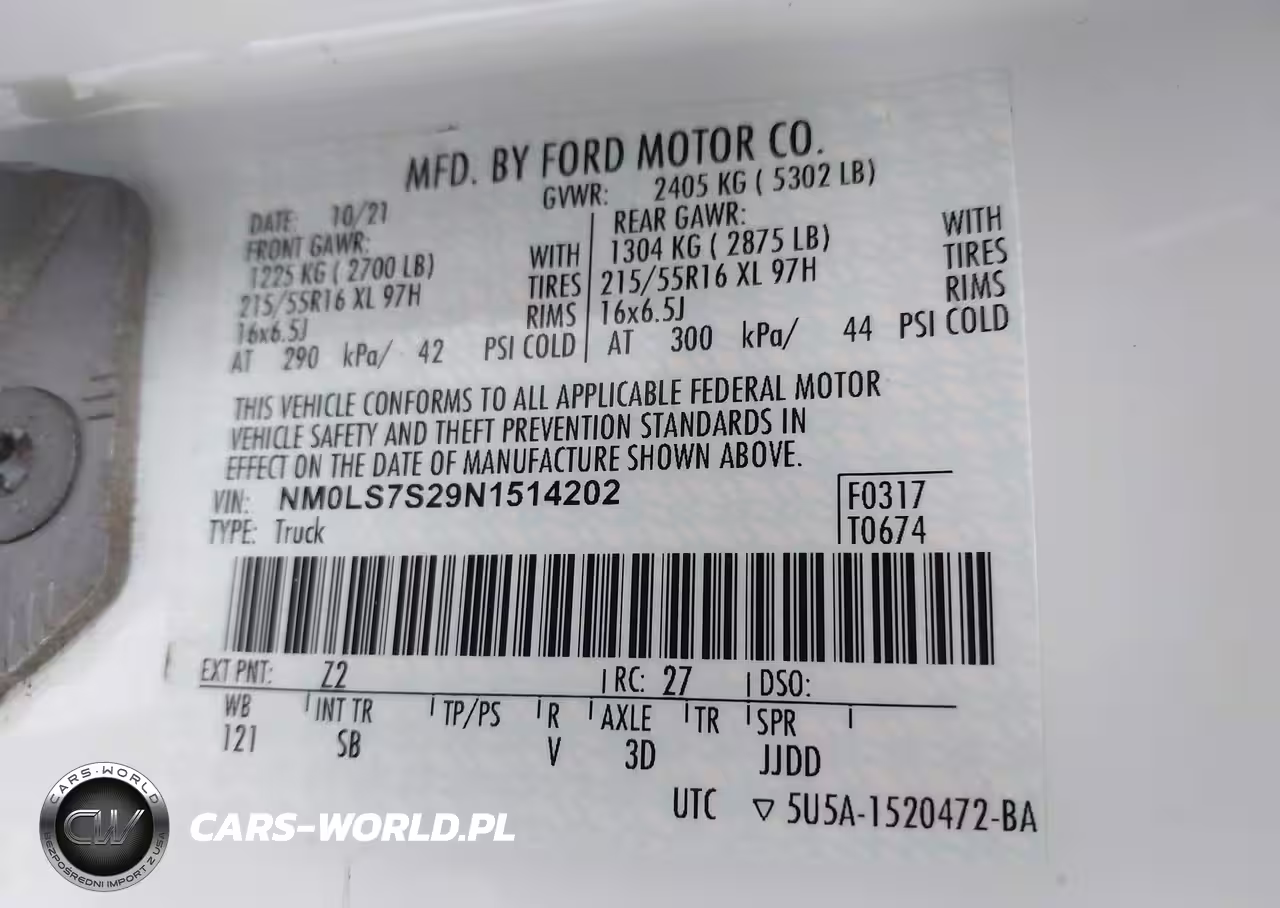 MFD. BY FORD MOTOR CO.
DATE: 10/21 GVWR: 2405 KG ( 5302 LB)
FRONT GAWR: REAR GAWR:
1225 KG ( 2700 LB) WITH 1304 KG ( 2875 LB) WITH
215/55R16 XL 97H TIRES 215/55R16 XL 97H TIRES
16x6.5J RIMS 16x6.5J RIMS
AT 290 kPa/ 42 PSI COLD AT 300 kPa/ 44 PSI COLD
THIS VEHICLE CONFORMS TO ALL APPLICABLE FEDERAL MOTOR
VEHICLE SAFETY AND THEFT PREVENTION STANDARDS IN
EFFECT ON THE DATE OF MANUFACTURE SHOWN ABOVE.
VIN: NM0LS7S29N1514202 F0317
TYPE: Truck T0674
EXT PNT: Z2 RC: 27 DSO:
WB INT TR TP/PS R AXLE TR SPR
121 SB V 3D JJDD
UTC ▽ 5U5A-1520472-BA
CARS-WORLD
CW
BEZPOŚREDNI IMPORT Z USA
CARS-WORLD.PL